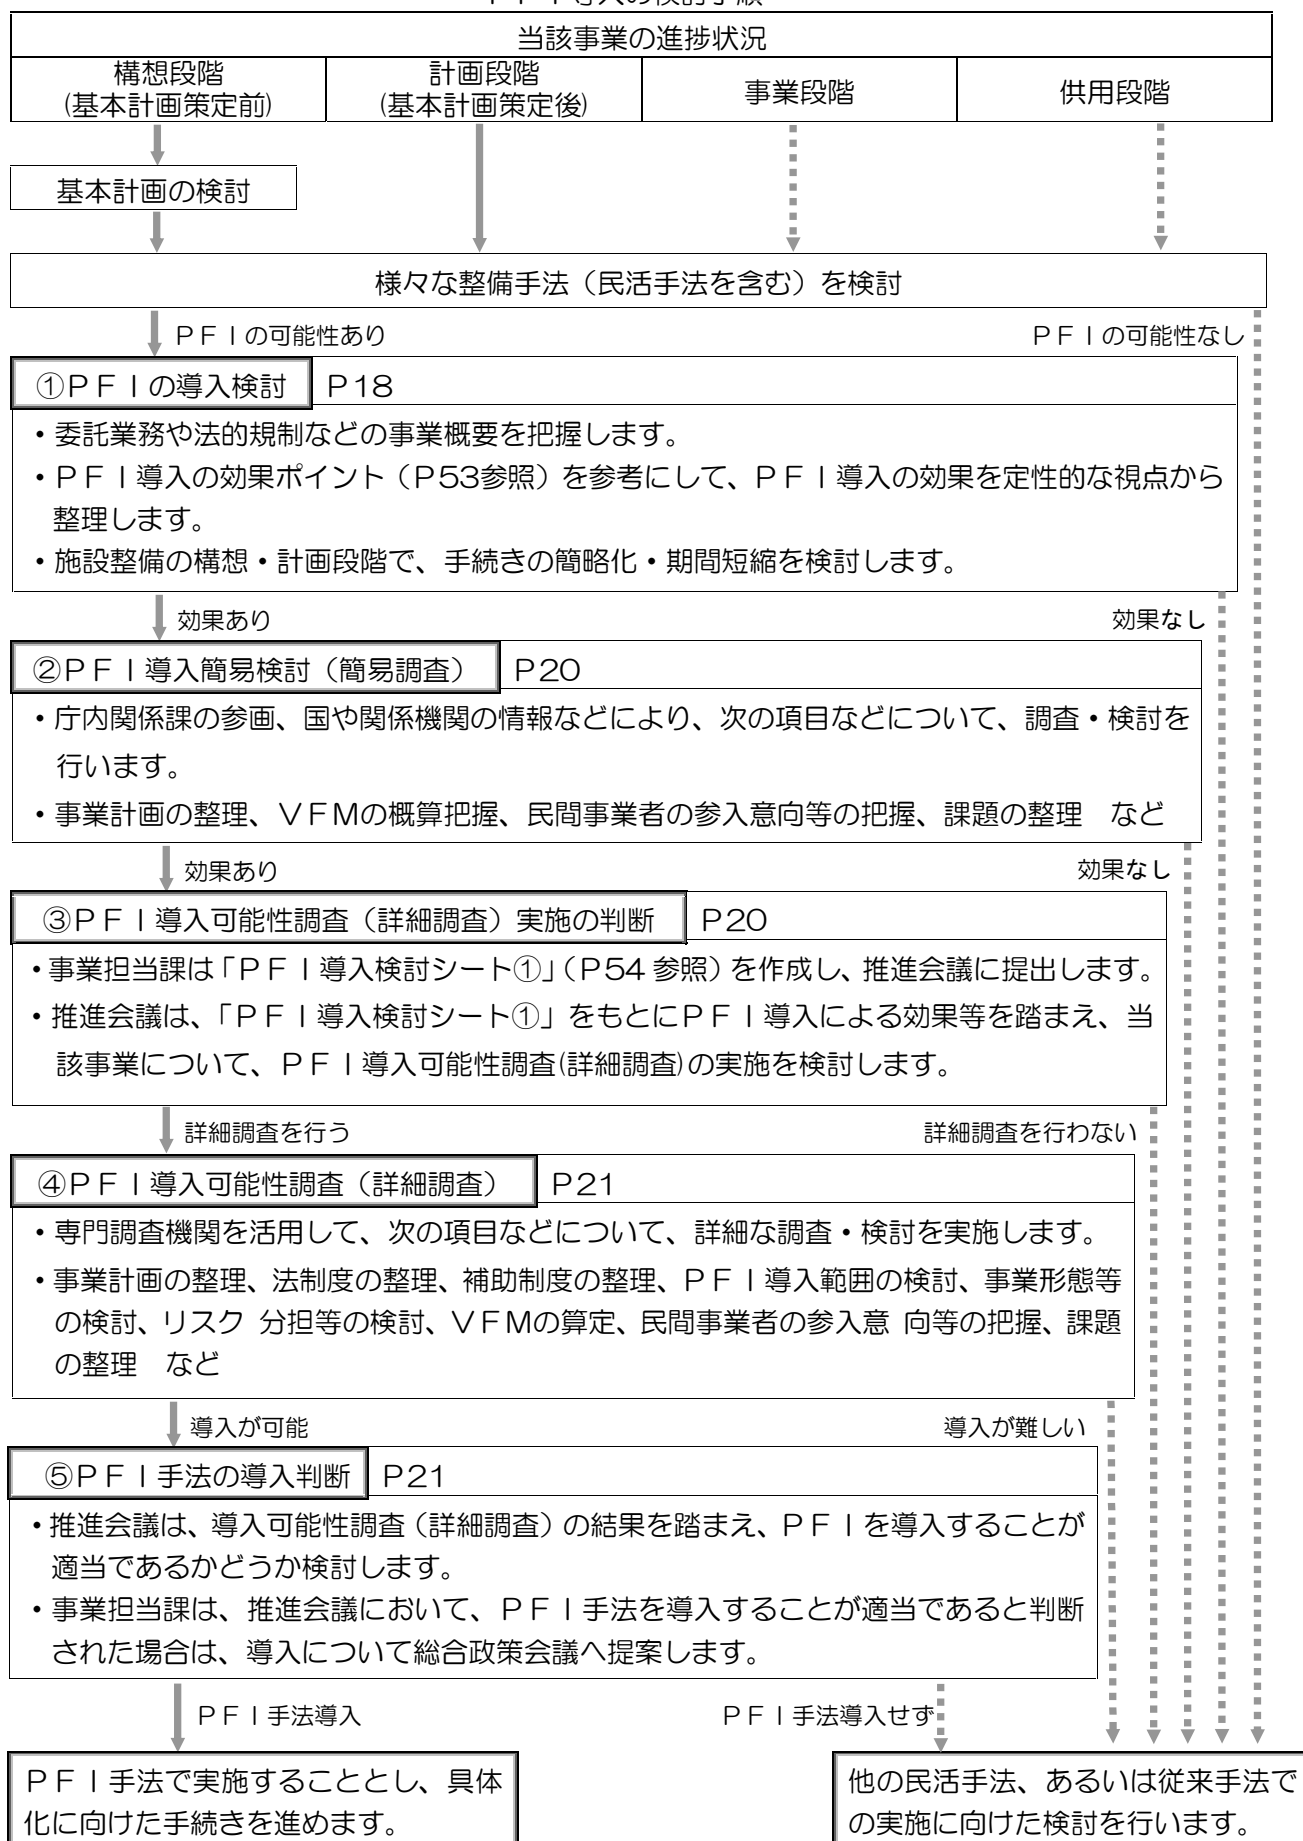 ＰＦＩ導入の検討手順
当該事業の進捗状況
構想段階
(基本計画策定前)
計画段階
(基本計画策定後)
事業段階
供用段階
基本計画の検討
様々な整備手法（民活手法を含む）を検討
ＰＦＩの可能性あり
ＰＦＩの可能性なし
①ＰＦＩの導入検討
Ｐ18
・委託業務や法的規制などの事業概要を把握します。
・ＰＦＩ導入の効果ポイント（Ｐ53参照）を参考にして、ＰＦＩ導入の効果を定性的な視点から
整理します。
・施設整備の構想・計画段階で、手続きの簡略化・期間短縮を検討します。
効果あり
効果なし
②ＰＦＩ導入簡易検討（簡易調査）
Ｐ20
・庁内関係課の参画、国や関係機関の情報などにより、次の項目などについて、調査・検討を
行います。
・事業計画の整理、ＶＦＭの概算把握、民間事業者の参入意向等の把握、課題の整理　など
効果あり
効果なし
③ＰＦＩ導入可能性調査（詳細調査）実施の判断
Ｐ20
・事業担当課は「ＰＦＩ導入検討シート①」（Ｐ54 参照）を作成し、推進会議に提出します。
・推進会議は、「ＰＦＩ導入検討シート①」をもとにＰＦＩ導入による効果等を踏まえ、当
該事業について、ＰＦＩ導入可能性調査(詳細調査)の実施を検討します。
詳細調査を行う
詳細調査を行わない
④ＰＦＩ導入可能性調査（詳細調査）
Ｐ21
・専門調査機関を活用して、次の項目などについて、詳細な調査・検討を実施します。
・事業計画の整理、法制度の整理、補助制度の整理、ＰＦＩ導入範囲の検討、事業形態等
の検討、リスク 分担等の検討、ＶＦＭの算定、民間事業者の参入意 向等の把握、課題
の整理　など
導入が可能
導入が難しい
⑤ＰＦＩ手法の導入判断
Ｐ21
・推進会議は、導入可能性調査（詳細調査）の結果を踏まえ、ＰＦＩを導入することが
適当であるかどうか検討します。
・事業担当課は、推進会議において、ＰＦＩ手法を導入することが適当であると判断
された場合は、導入について総合政策会議へ提案します。
ＰＦＩ手法導入
ＰＦＩ手法導入せず
ＰＦＩ手法で実施することとし、具体
化に向けた手続きを進めます。
他の民活手法、あるいは従来手法で
の実施に向けた検討を行います。